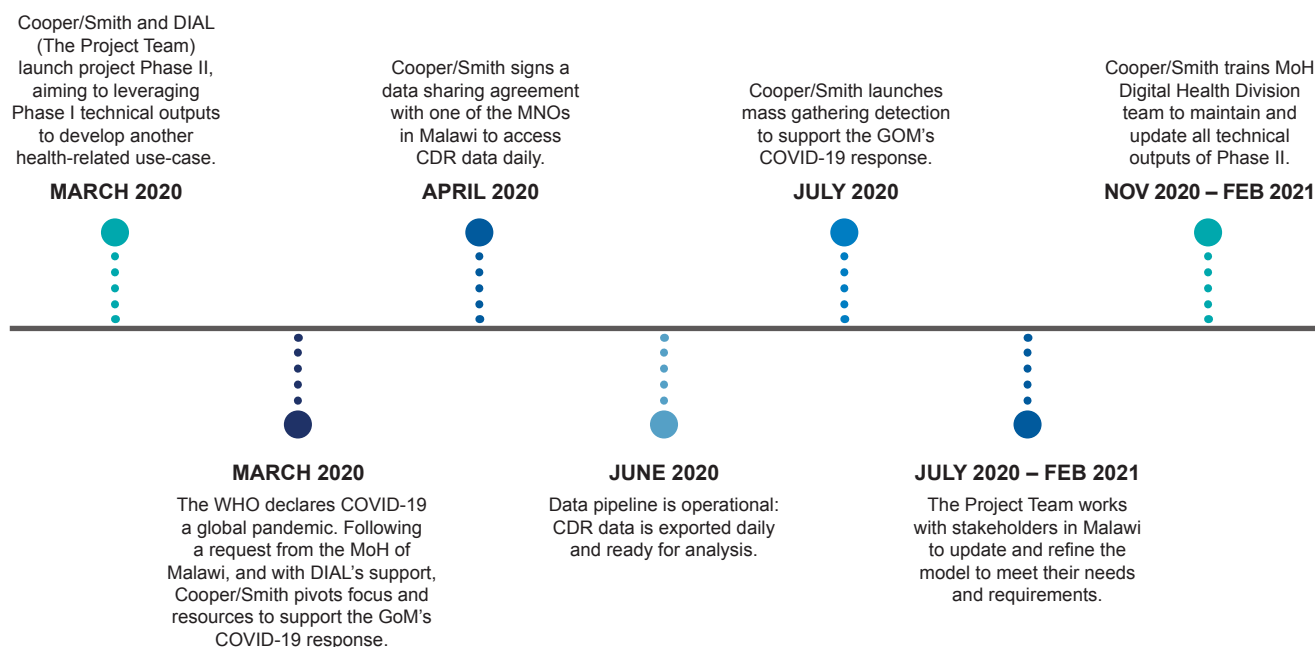 Cooper/Smith and DIAL
(The Project Team)
launch project Phase II,
aiming to leveraging
Phase I technical outputs
to develop another
health-related use-case.
MARCH 2020
The WHO declares COVID-19
a global pandemic. Following
a request from the MoH of
Malawi, and with DIAL's support,
Cooper/Smith pivots focus and
resources to support the GoM's
COVID-19 response.
MARCH 2020
Cooper/Smith signs a
data sharing agreement
with one of the MNOs
in Malawi to access
CDR data daily.
APRIL 2020
JUNE 2020
Data pipeline is operational:
CDR data is exported daily
and ready for analysis.
Cooper/Smith launches
mass gathering detection
to support the GOM's
COVID-19 response.
JULY 2020
JULY 2020 – FEB 2021
The Project Team works
with stakeholders in Malawi
to update and refine the
model to meet their needs
and requirements.
Cooper/Smith trains MoH
Digital Health Division
team to maintain and
update all technical
outputs of Phase II.
NOV 2020 – FEB 2021